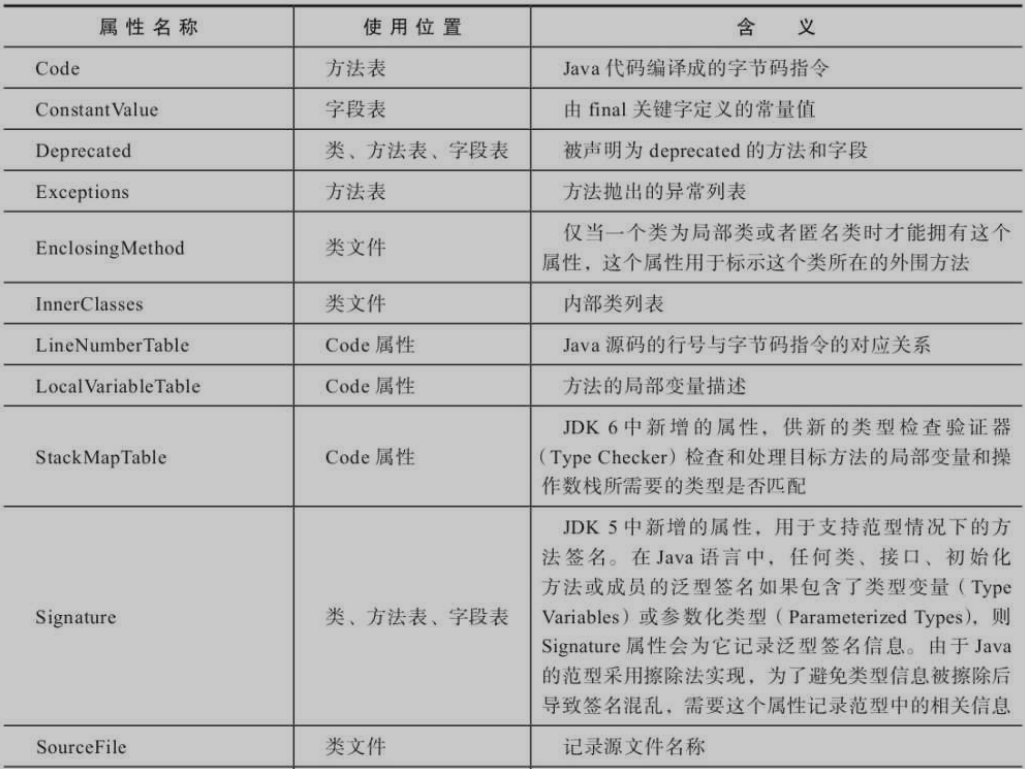 属性名称 使用位置 含义
Code 方法表 Java 代码编译成的字节码指令
ConstantValue 字段表 由 final 关键字定义的常量值
Deprecated 类、方法表、字段表 被声明为 deprecated 的方法和字段
Exceptions 方法表 方法抛出的异常列表
EnclosingMethod 类文件 仅当一个类为局部类或者匿名类时才能拥有这个
属性，这个属性用于标示这个类所在的外围方法
InnerClasses 类文件 内部类列表
LineNumberTable Code 属性 Java 源码的行号与字节码指令的对应关系
LocalVariableTable Code 属性 方法的局部变量描述
StackMapTable Code 属性 JDK 6 中新增的属性，供新的类型检查验证器
（Type Checker）检查和处理目标方法的局部变量和操
作数栈所需要的类型是否匹配
Signature 类、方法表、字段表 JDK 5 中新增的属性，用于支持范型情况下的方
法签名。在 Java 语言中，任何类、接口、初始化
方法或成员的泛型签名如果包含了类型变量（Type
Variables）或参数化类型（Parameterized Types），则
Signature 属性会为它记录泛型签名信息。由于 Java
的范型采用擦除法实现，为了避免类型信息被擦除后
导致签名混乱，需要这个属性记录范型中的相关信息
SourceFile 类文件 记录源文件名称